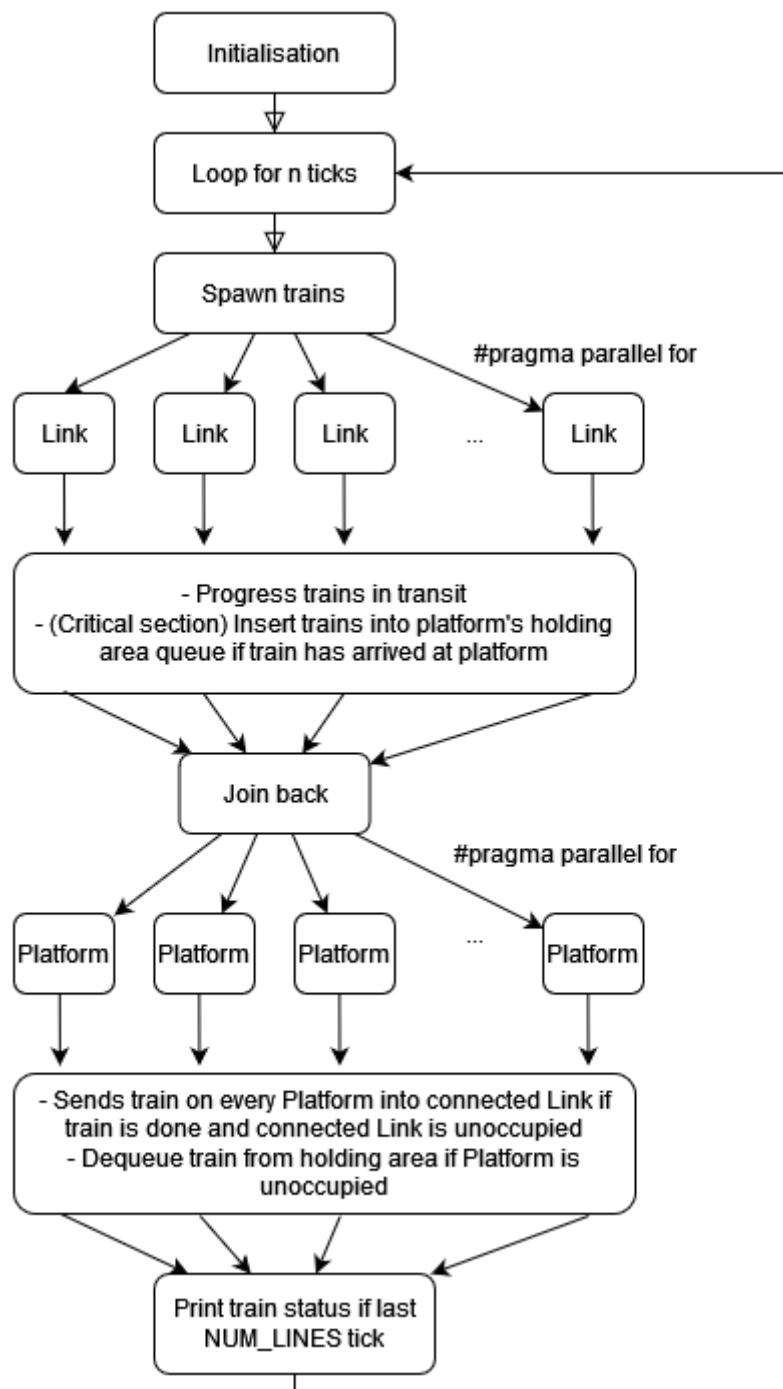 Initialisation
Loop for n ticks
Spawn trains
#pragma parallel for
Link
Link
Link
...
Link
- Progress trains in transit
- (Critical section) Insert trains into platform's holding
area queue if train has arrived at platform
Join back
#pragma parallel for
Platform
Platform
Platform
...
Platform
- Sends train on every Platform into connected Link if
train is done and connected Link is unoccupied
- Dequeue train from holding area if Platform is
unoccupied
Print train status if last
NUM_LINES tick